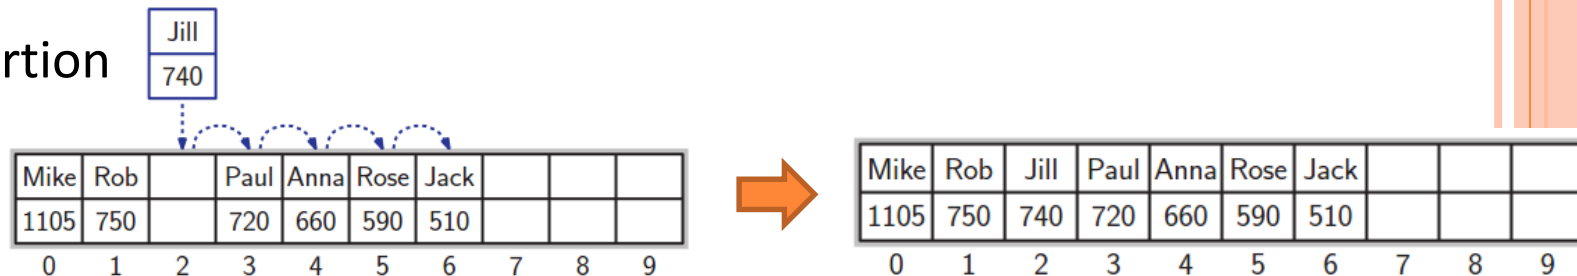 Jill
rtion
740
Mike Rob Paul Anna Rose Jack
1105 750 720 660 590 510
0 1 2 3 4 5 6 7 8 9
Mike Rob Jill Paul Anna Rose Jack
1105 750 740 720 660 590 510
0 1 2 3 4 5 6 7 8 9